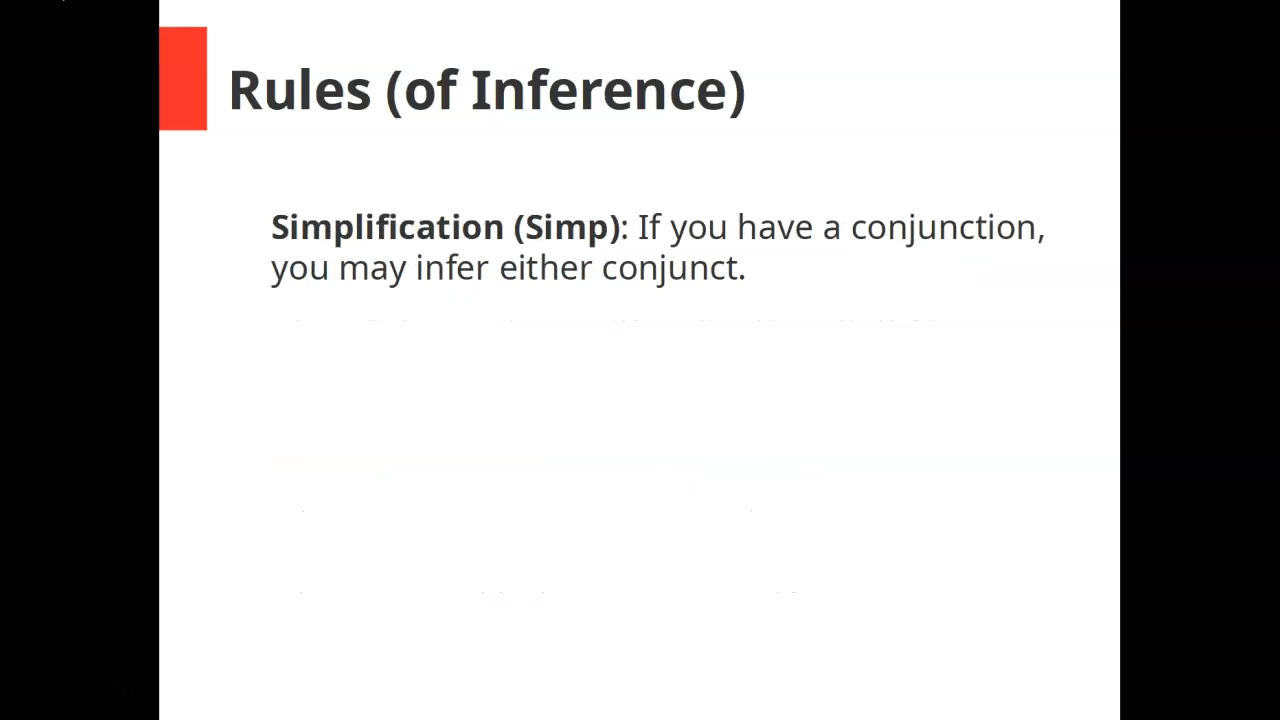 Rules (of Inference)
Simplification (Simp): If you have a conjunction,
you may infer either conjunct.